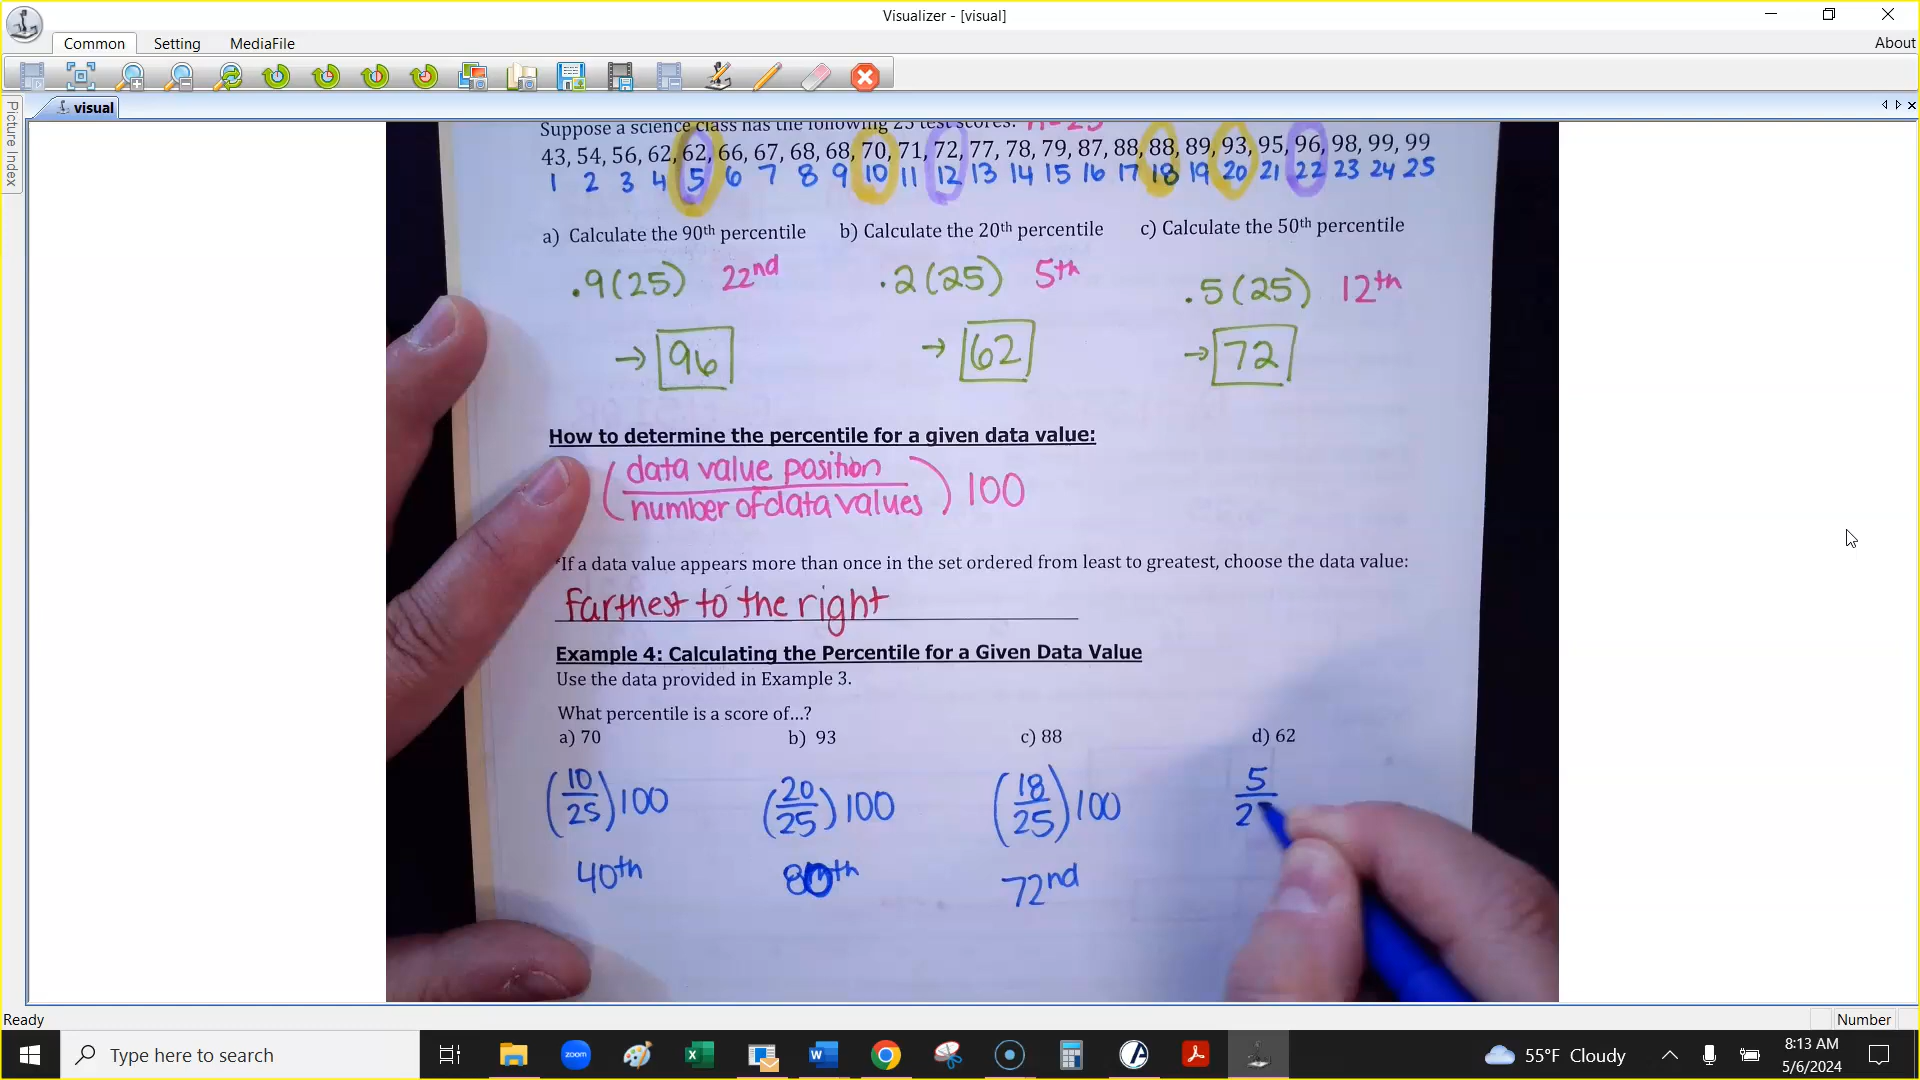 Visualizer - [visual]
Common Setting MediaFile About
Picture Index
visual
Suppose a science class has the following 25 test scores. n=25
43, 54, 56, 62, 62, 66, 67, 68, 68, 70, 71, 72, 77, 78, 79, 87, 88, 88, 89, 93, 95, 96, 98, 99, 99
1 2 3 4 5 6 7 8 9 10 11 12 13 14 15 16 17 18 19 20 21 22 23 24 25
a) Calculate the 90th percentile b) Calculate the 20th percentile c) Calculate the 50th percentile
.9(25) 22nd .2(25) 5th .5(25) 12th
→ 96 → 62 → 72
How to determine the percentile for a given data value:
(data value position
number of data values) 100
*If a data value appears more than once in the set ordered from least to greatest, choose the data value:
farthest to the right
Example 4: Calculating the Percentile for a Given Data Value
Use the data provided in Example 3.
What percentile is a score of...?
a) 70 b) 93 c) 88 d) 62
(10/25)100 (20/25)100 (18/25)100 5/2
40th 80th 72nd
Ready Number
Type here to search
zoom
55°F Cloudy
8:13 AM
5/6/2024